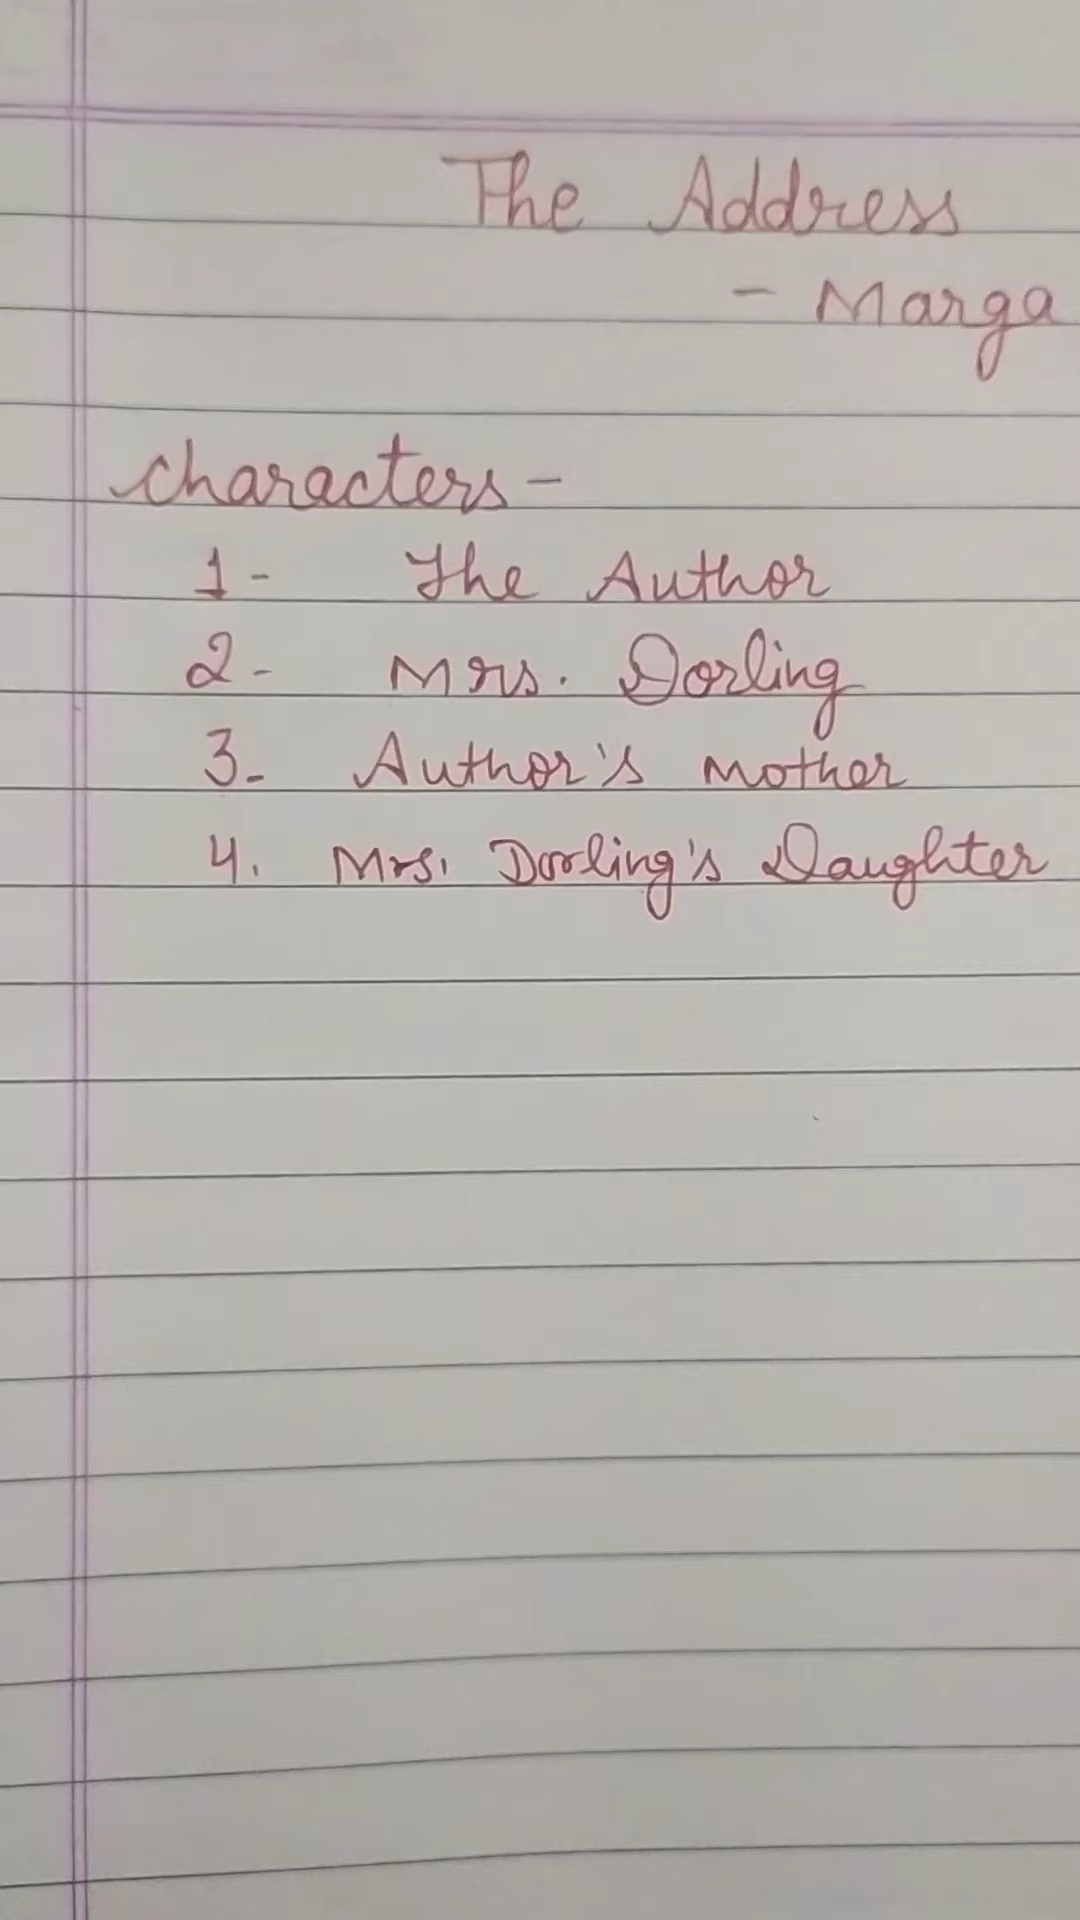 The Address
- Marga
characters -
1- The Author
2- Mrs. Dorling
3- Author's mother
4. Mrs. Dorling's Daughter